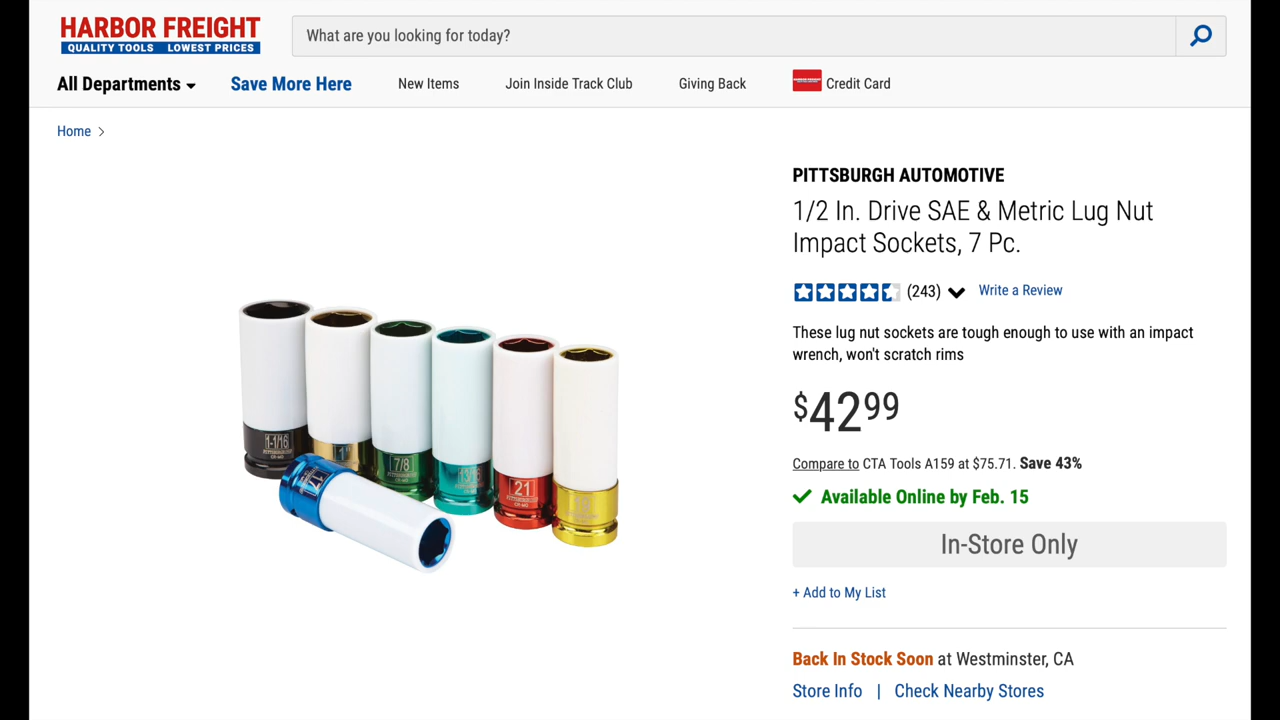 HARBOR FREIGHT
QUALITY TOOLS LOWEST PRICES
What are you looking for today?
All Departments
Save More Here
New Items
Join Inside Track Club
Giving Back
Credit Card
Home
PITTSBURGH AUTOMOTIVE
1/2 In. Drive SAE & Metric Lug Nut
Impact Sockets, 7 Pc.
(243)
Write a Review
These lug nut sockets are tough enough to use with an impact
wrench, won't scratch rims
$4299
Compare to CTA Tools A159 at $75.71. Save 43%
Available Online by Feb. 15
In-Store Only
+ Add to My List
Back In Stock Soon at Westminster, CA
Store Info | Check Nearby Stores
1-1/16
1
7/8
13/16
21
17